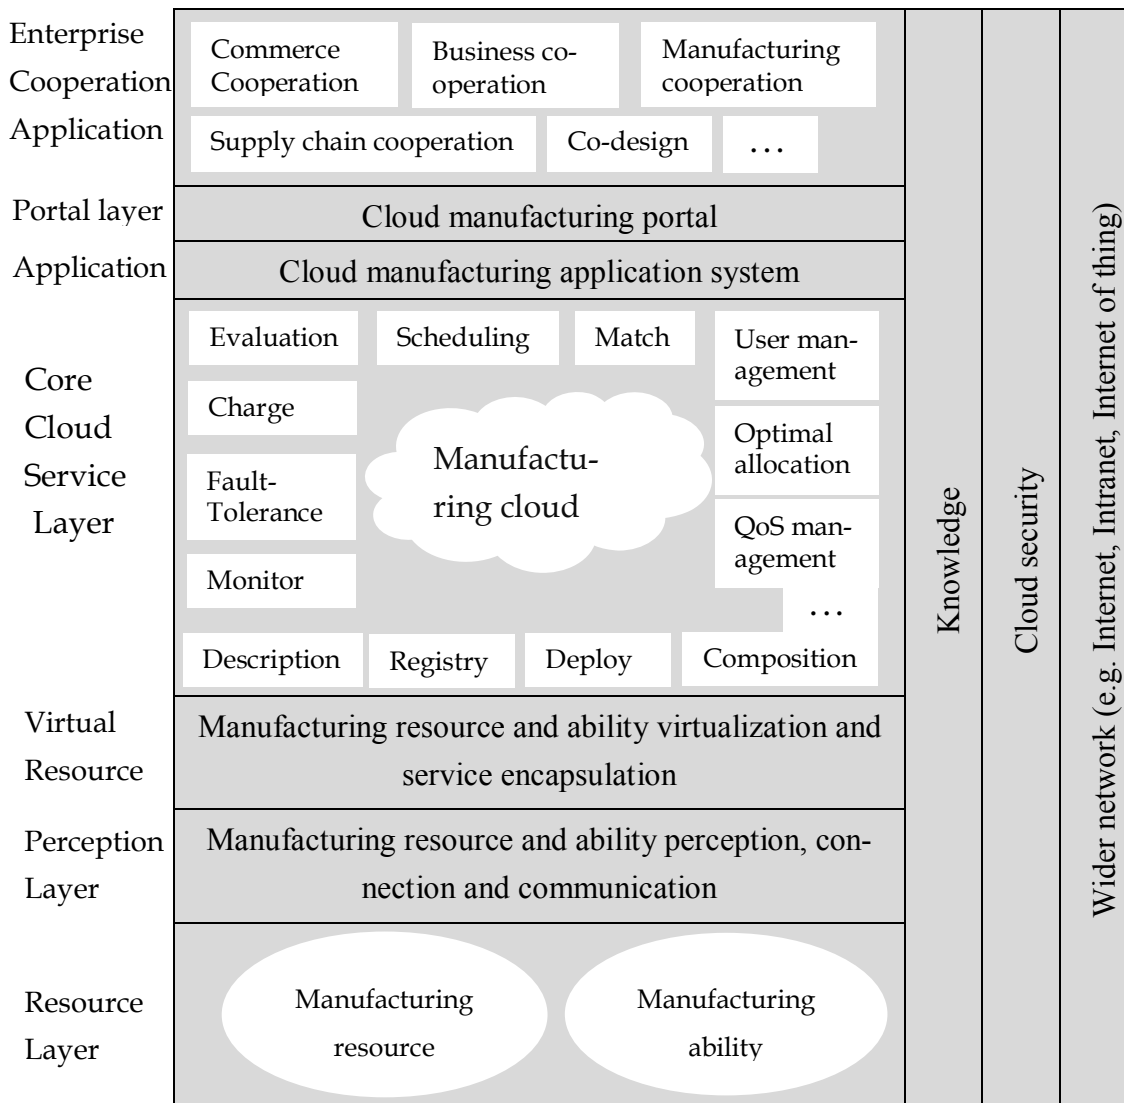 Enterprise
Cooperation
Application
Commerce
Cooperation
Business co-
operation
Manufacturing
cooperation
Supply chain cooperation
Co-design
...
Portal layer
Cloud manufacturing portal
Application
Cloud manufacturing application system
Core
Cloud
Service
Layer
Evaluation
Scheduling
Match
User man-
agement
Charge
Manufactu-
ring cloud
Optimal
allocation
Fault-
Tolerance
QoS man-
agement
Monitor
...
Description
Registry
Deploy
Composition
Virtual
Resource
Manufacturing resource and ability virtualization and
service encapsulation
Perception
Layer
Manufacturing resource and ability perception, con-
nection and communication
Resource
Layer
Manufacturing
resource
Manufacturing
ability
Knowledge
Cloud security
Wider network (e.g. Internet, Intranet, Internet of thing)